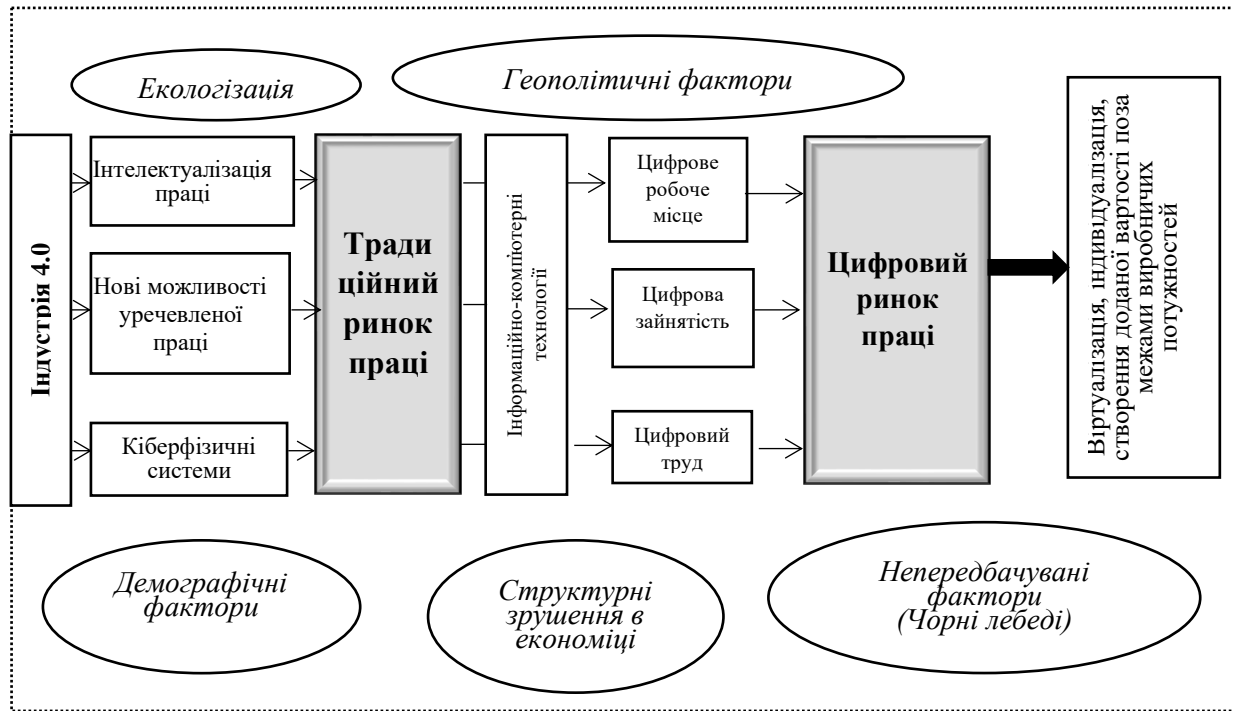 Екологізація
Геополітичні фактори
Індустрія 4.0
Інтелектуалізація
праці
Нові можливості
уречевленої
праці
Кіберфізичні
системи
Тради
ційний
ринок
праці
Інформаційно-комп'ютерні
технології
Цифрове
робоче
місце
Цифрова
зайнятість
Цифровий
труд
Цифровий
ринок
праці
Віртуалізація, індивідуалізація,
створення доданої вартості поза
межами виробничих
потужностей
Демографічні
фактори
Структурні
зрушення в
економіці
Непередбачувані
фактори
(Чорні лебеді)